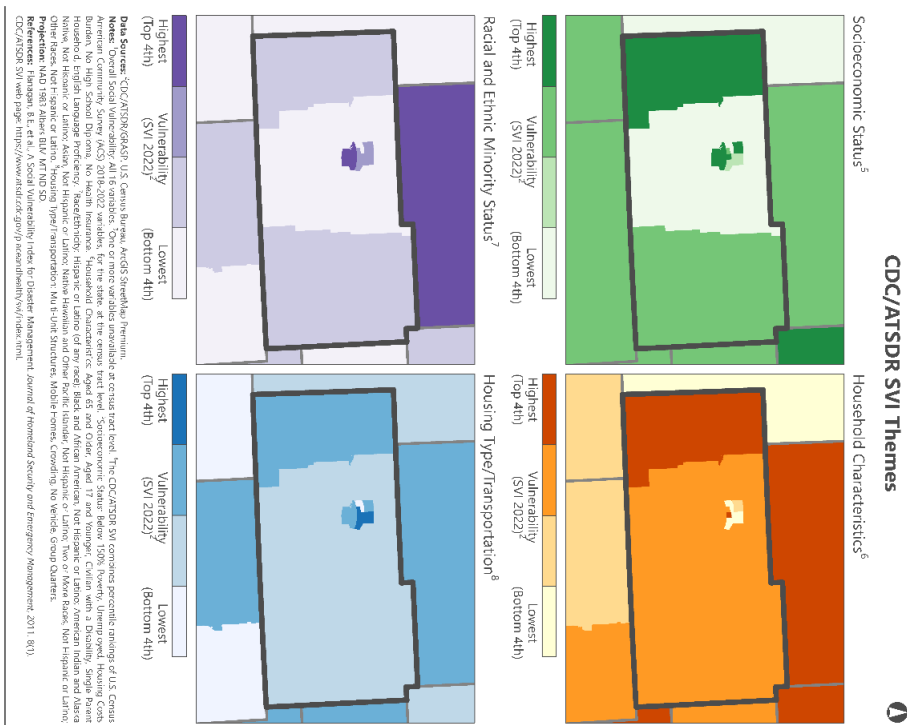 CDC/ATSDR SVI Themes
Socioeconomic Status⁵
Highest
(Top 4th)
Vulnerability
(SVI 2022)²
Lowest
(Bottom 4th)
Household Characteristics⁶
Highest
(Top 4th)
Vulnerability
(SVI 2022)²
Lowest
(Bottom 4th)
Racial and Ethnic Minority Status⁷
Highest
(Top 4th)
Vulnerability
(SVI 2022)²
Lowest
(Bottom 4th)
Housing Type/Transportation⁸
Highest
(Top 4th)
Vulnerability
(SVI 2022)²
Lowest
(Bottom 4th)
Data Sources: ²CDC/ATSDR/GRASP, U.S. Census Bureau, ArcGIS StreetMap Premium.
Notes: ¹Overall Social Vulnerability: All 16 variables. ³One or more variables unavailable at census tract level. ⁴The CDC/ATSDR SVI combines percentile rankings of U.S. Census
American Community Survey (ACS) 2018-2022 variables, for the state, at the census tract level. ⁵Socioeconomic Status: Below 150% Poverty, Unemployed, Housing Costs
Burden, No High School Diploma, No Health Insurance. ⁶Household Characteristics: Aged 65 and Older, Aged 17 and Younger, Civilian with a Disability, Single Parent
Household, English Language Proficiency. ⁷Race/Ethnicity: Hispanic or Latino (of any race); Black and African American, Not Hispanic or Latino; American Indian and Alaska
Native, Not Hispanic or Latino; Asian, Not Hispanic or Latino; Native Hawaiian and Other Pacific Islander, Not Hispanic or Latino; Two or More Races, Not Hispanic or Latino;
Other Races, Not Hispanic or Latino. ⁸Housing Type/Transportation: Multi-Unit Structures, Mobile Homes, Crowding, No Vehicle, Group Quarters.
Projection: NAD 1983 Albers BLM MT ND SD.
References: Flanagan, B.E., et al., A Social Vulnerability Index for Disaster Management. Journal of Homeland Security and Emergency Management, 2011. 8(1).
CDC/ATSDR SVI web page: https://www.atsdr.cdc.gov/placeandhealth/svi/index.html.